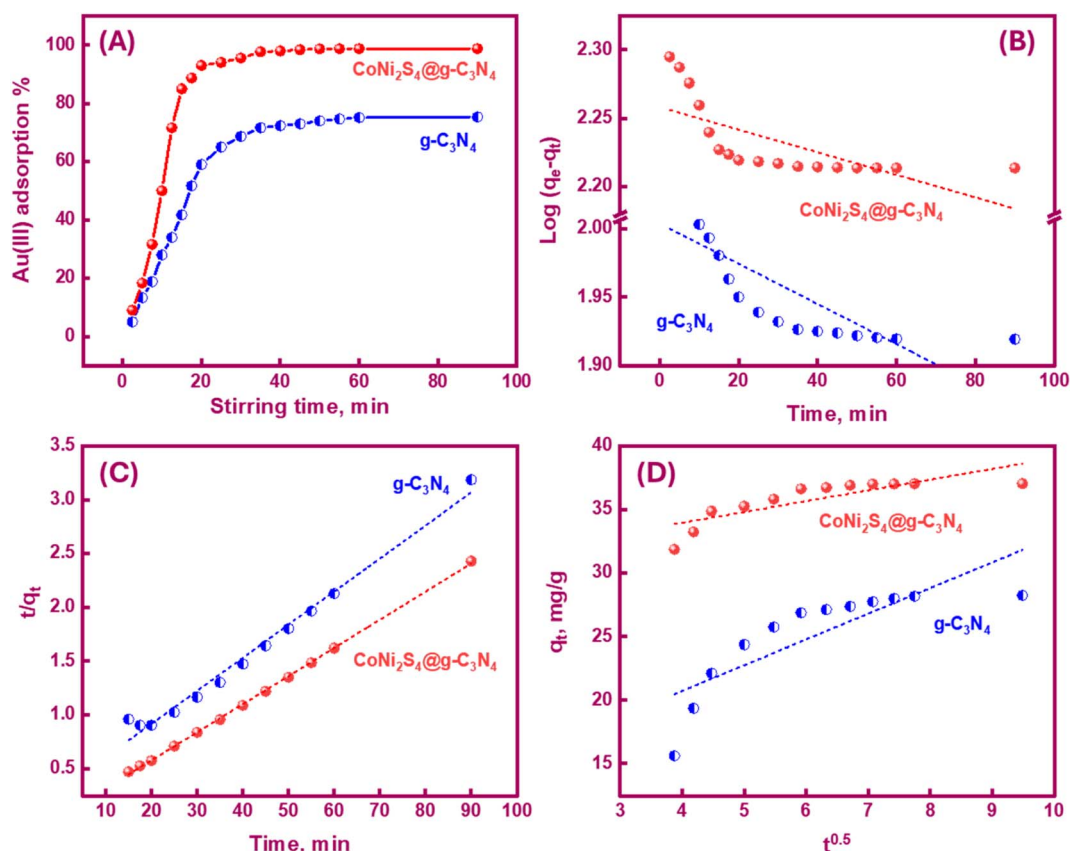 (A)
Au(III) adsorption %
100
80
60
40
20
0
CoNi₂S₄@g-C₃N₄
g-C₃N₄
0 20 40 60 80 100
Stirring time, min
(B)
Log (qₑ-qₜ)
2.30
2.25
2.20
2.00
1.95
1.90
CoNi₂S₄@g-C₃N₄
g-C₃N₄
0 20 40 60 80 100
Time, min
(C)
t/qₜ
3.5
3.0
2.5
2.0
1.5
1.0
0.5
g-C₃N₄
CoNi₂S₄@g-C₃N₄
10 20 30 40 50 60 70 80 90 100
Time, min
(D)
qₜ, mg/g
40
35
30
25
20
15
CoNi₂S₄@g-C₃N₄
g-C₃N₄
3 4 5 6 7 8 9 10
t⁰·⁵